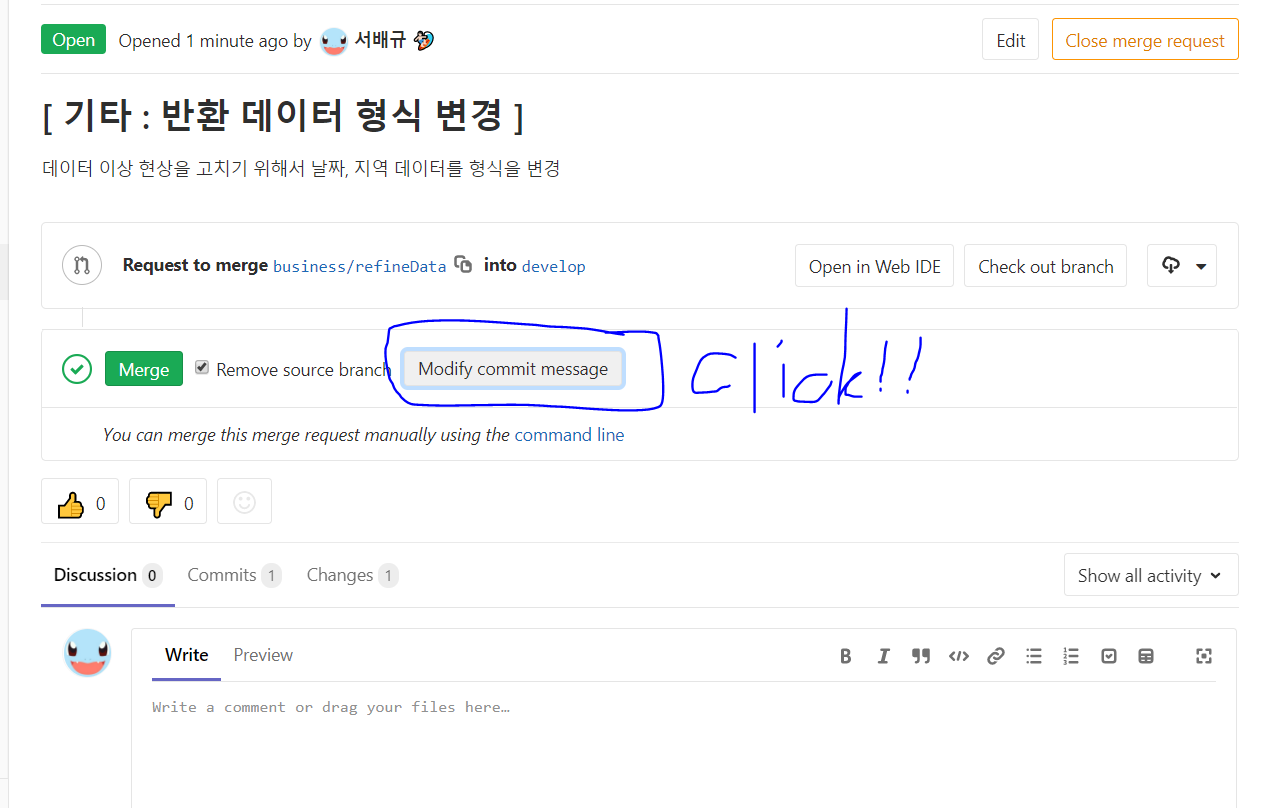 Open Opened 1 minute ago by 서배규 Edit Close merge request
[ 기타 : 반환 데이터 형식 변경 ]
데이터 이상 현상을 고치기 위해서 날짜, 지역 데이터를 형식을 변경
Request to merge business/refineData into develop Open in Web IDE Check out branch
Merge Remove source branch Modify commit message Click!!
You can merge this merge request manually using the command line
0 0
Discussion 0 Commits 1 Changes 1 Show all activity
Write Preview
Write a comment or drag your files here…